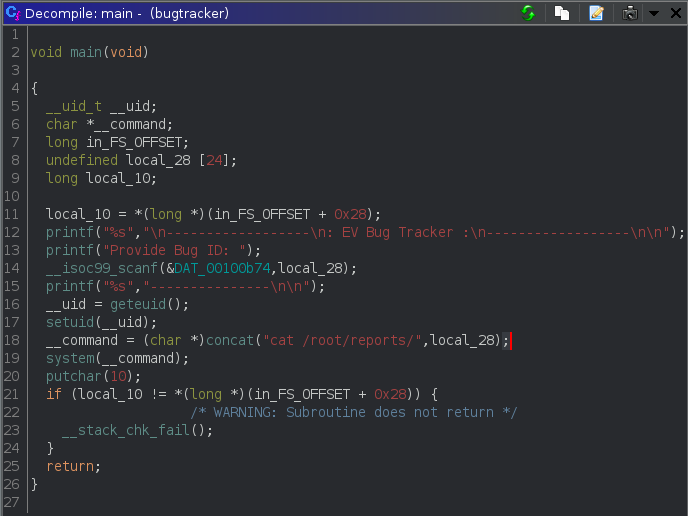 Decompile: main - (bugtracker)
1
2 void main(void)
3
4 {
5 __uid_t __uid;
6 char *__command;
7 long in_FS_OFFSET;
8 undefined local_28 [24];
9 long local_10;
10
11 local_10 = *(long *)(in_FS_OFFSET + 0x28);
12 printf("%s","\n------------------\n: EV Bug Tracker :\n------------------\n\n");
13 printf("Provide Bug ID: ");
14 __isoc99_scanf(&DAT_00100b74,local_28);
15 printf("%s","---------------\n\n");
16 __uid = geteuid();
17 setuid(__uid);
18 __command = (char *)concat("cat /root/reports/",local_28);
19 system(__command);
20 putchar(10);
21 if (local_10 != *(long *)(in_FS_OFFSET + 0x28)) {
22 /* WARNING: Subroutine does not return */
23 __stack_chk_fail();
24 }
25 return;
26 }
27